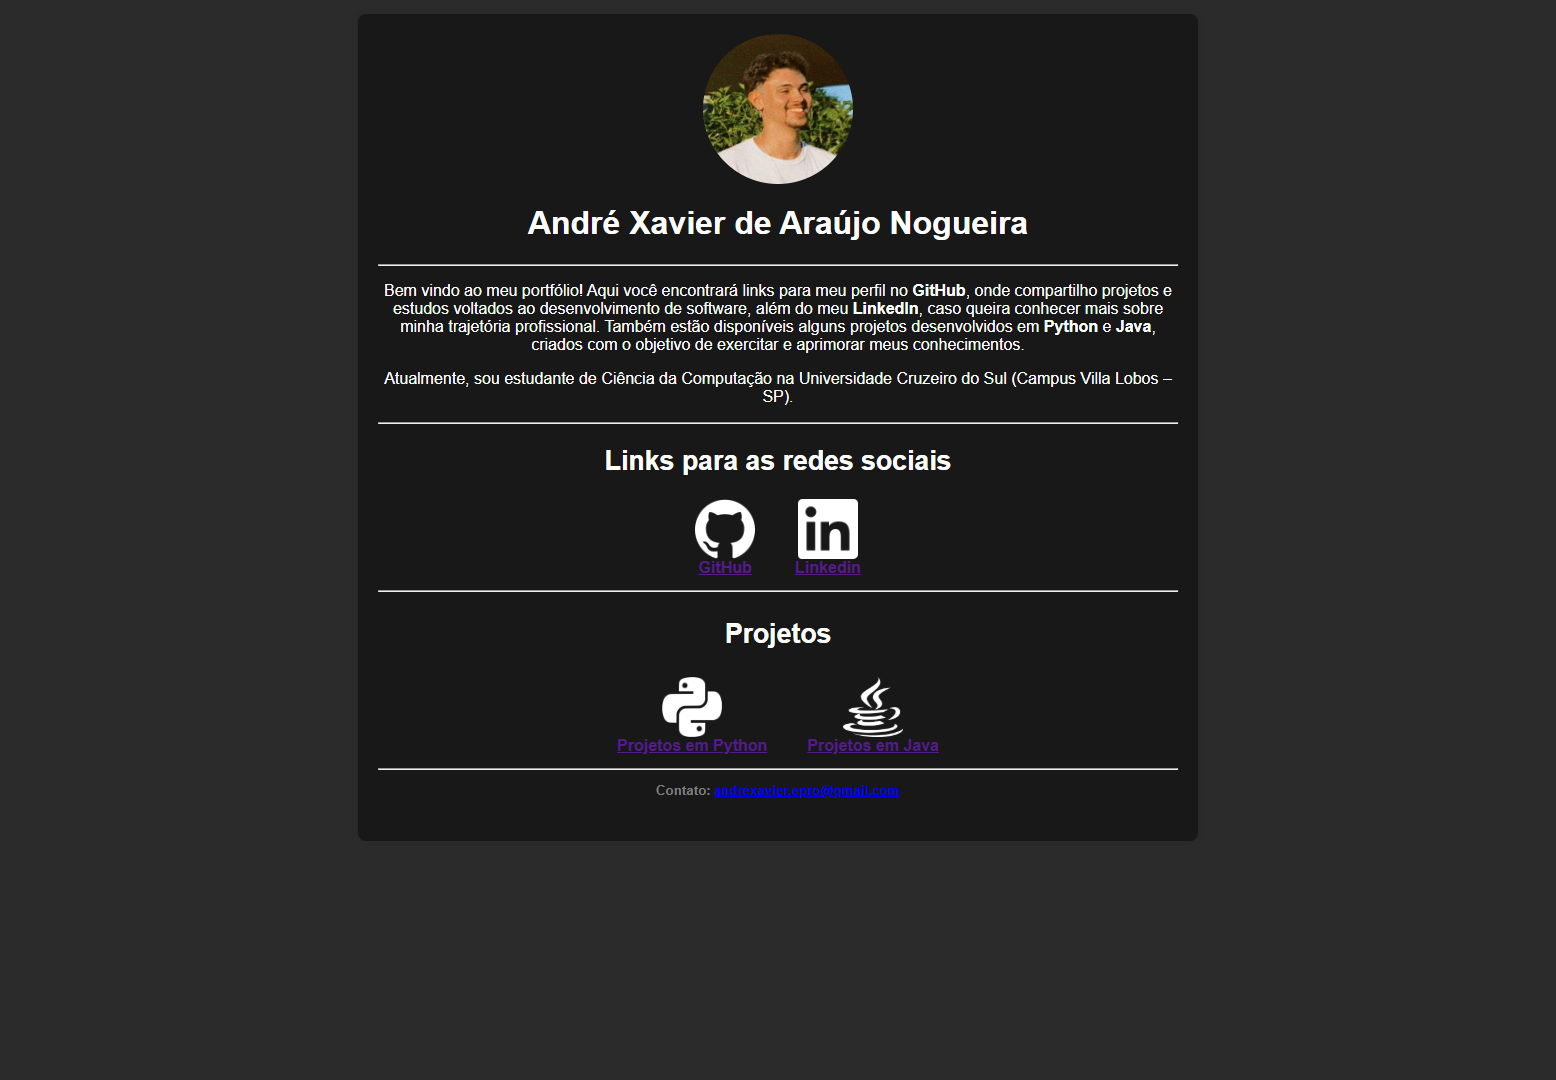 André Xavier de Araújo Nogueira
Bem vindo ao meu portfólio! Aqui você encontrará links para meu perfil no GitHub, onde compartilho projetos e
estudos voltados ao desenvolvimento de software, além do meu LinkedIn, caso queira conhecer mais sobre
minha trajetória profissional. Também estão disponíveis alguns projetos desenvolvidos em Python e Java,
criados com o objetivo de exercitar e aprimorar meus conhecimentos.
Atualmente, sou estudante de Ciência da Computação na Universidade Cruzeiro do Sul (Campus Villa Lobos –
SP).
Links para as redes sociais
in
GitHub Linkedin
Projetos
Projetos em Python Projetos em Java
Contato: andrexavier.epro@gmail.com